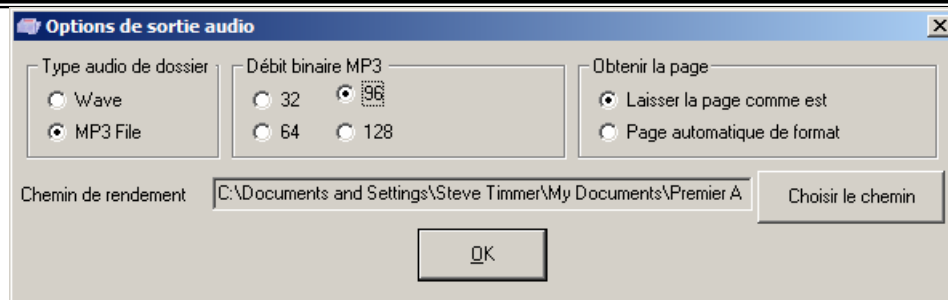 Options de sortie audio
Type audio de dossier
Wave
MP3 File
Débit binaire MP3
32
96
64
128
Obtenir la page
Laisser la page comme est
Page automatique de format
Chemin de rendement
C:\Documents and Settings\Steve Timmer\My Documents\Premier A
Choisir le chemin
OK